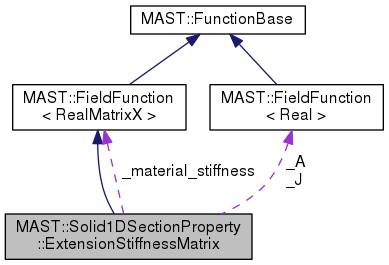 MAST::FunctionBase
MAST::FieldFunction
< RealMatrixX >
MAST::FieldFunction
< Real >
_material_stiffness
_A
_J
MAST::Solid1DSectionProperty
::ExtensionStiffnessMatrix